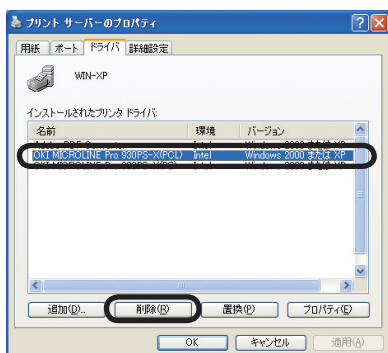 プリント サーバーのプロパティ
用紙 ポート ドライバ 詳細設定
WIN-XP
インストールされたプリンタ ドライバ:
名前 環境 バージョン
OKI MICROLINE Pro 930PS-X(PCL) Intel Windows 2000 または XP
追加(D)... 削除(R) 置換(P) プロパティ(E)
OK キャンセル 適用(A)